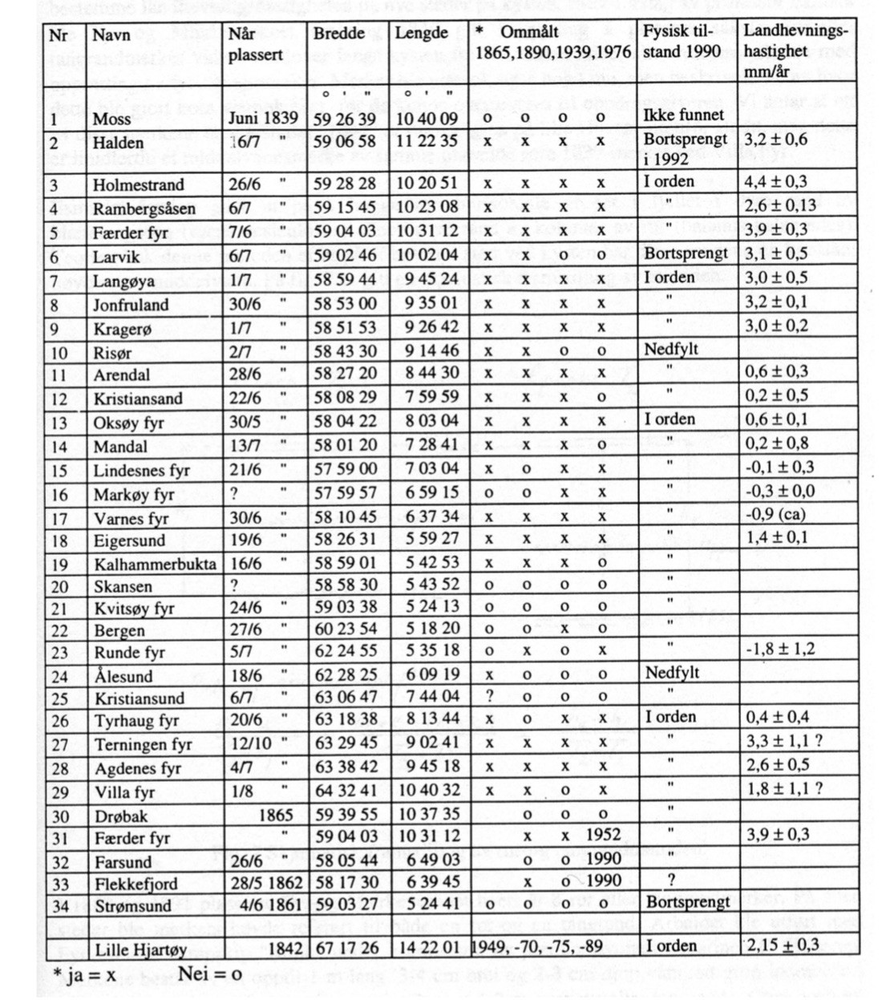 Nr Navn Når Bredde Lengde * Ommålt Fysisk til- Landhevnings-
plassert 1865,1890,1939,1976 stand 1990 hastighet
mm/år
o ' " o ' "
1 Moss Juni 1839 59 26 39 10 40 09 o o o o Ikke funnet
2 Halden 16/7 " 59 06 58 11 22 35 x x x x Bortsprengt 3,2 ± 0,6
i 1992
3 Holmestrand 26/6 " 59 28 28 10 20 51 x x x x I orden 4,4 ± 0,3
4 Rambergsåsen 6/7 " 59 15 45 10 23 08 x x x x " 2,6 ± 0,13
5 Færder fyr 7/6 " 59 04 03 10 31 12 x x x x " 3,9 ± 0,3
6 Larvik 6/7 " 59 02 46 10 02 04 x x x x Bortsprengt 3,1 ± 0,5
7 Langøya 1/7 " 58 59 44 9 45 24 x x x x I orden 3,0 ± 0,5
8 Jonfruland 30/6 " 58 53 00 9 35 01 x x x x " 3,2 ± 0,1
9 Kragerø 1/7 " 58 51 53 9 26 42 x x x x " 3,0 ± 0,2
10 Risør 2/7 " 58 43 30 9 14 46 x x o o Nedfylt
11 Arendal 28/6 " 58 27 20 8 44 30 x x x x " 0,6 ± 0,3
12 Kristiansand 22/6 " 58 08 29 7 59 59 x x x o " 0,2 ± 0,5
13 Oksøy fyr 30/5 " 58 04 22 8 03 04 x x x x I orden 0,6 ± 0,1
14 Mandal 13/7 " 58 01 20 7 28 41 x x x o " 0,2 ± 0,8
15 Lindesnes fyr 21/6 " 57 59 00 7 03 04 x o x x " -0,1 ± 0,3
16 Markøy fyr ? 57 59 57 6 59 15 o o x x " -0,3 ± 0,0
17 Varnes fyr 30/6 " 58 10 45 6 37 34 x x x x " -0,9 (ca)
18 Eigersund 19/6 " 58 26 31 5 59 27 x x x x " 1,4 ± 0,1
19 Kalhammerbukta 16/6 " 58 59 01 5 42 53 x x x o "
20 Skansen ? 58 58 30 5 43 52 o o o o "
21 Kvitsøy fyr 24/6 " 59 03 38 5 24 13 o o o o "
22 Bergen 27/6 " 60 23 54 5 18 20 o o x o "
23 Runde fyr 5/7 " 62 24 55 5 35 18 o x o x " -1,8 ± 1,2
24 Ålesund 18/6 " 62 28 25 6 09 19 x o o o Nedfylt
25 Kristiansund 6/7 " 63 06 47 7 44 04 ? o o o "
26 Tyrhaug fyr 20/6 " 63 18 38 8 13 44 x o x x I orden 0,4 ± 0,4
27 Terningen fyr 12/10 " 63 29 45 9 02 41 x x x x " 3,3 ± 1,1 ?
28 Agdenes fyr 4/7 " 63 38 42 9 45 18 x x x x " 2,6 ± 0,5
29 Villa fyr 1/8 " 64 32 41 10 40 32 x x o x " 1,8 ± 1,1 ?
30 Drøbak 1865 59 39 55 10 37 35 o o o "
31 Færder fyr " 59 04 03 10 31 12 x x 1952 " 3,9 ± 0,3
32 Farsund 26/6 " 58 05 44 6 49 03 o o 1990 "
33 Flekkefjord 28/5 1862 58 17 30 6 39 45 x o 1990 ?
34 Strømsund 4/6 1861 59 03 27 5 24 41 o o o o Bortsprengt
Lille Hjartøy 1842 67 17 26 14 22 01 1949, -70, -75, -89 I orden 2,15 ± 0,3
* ja = x Nei = o